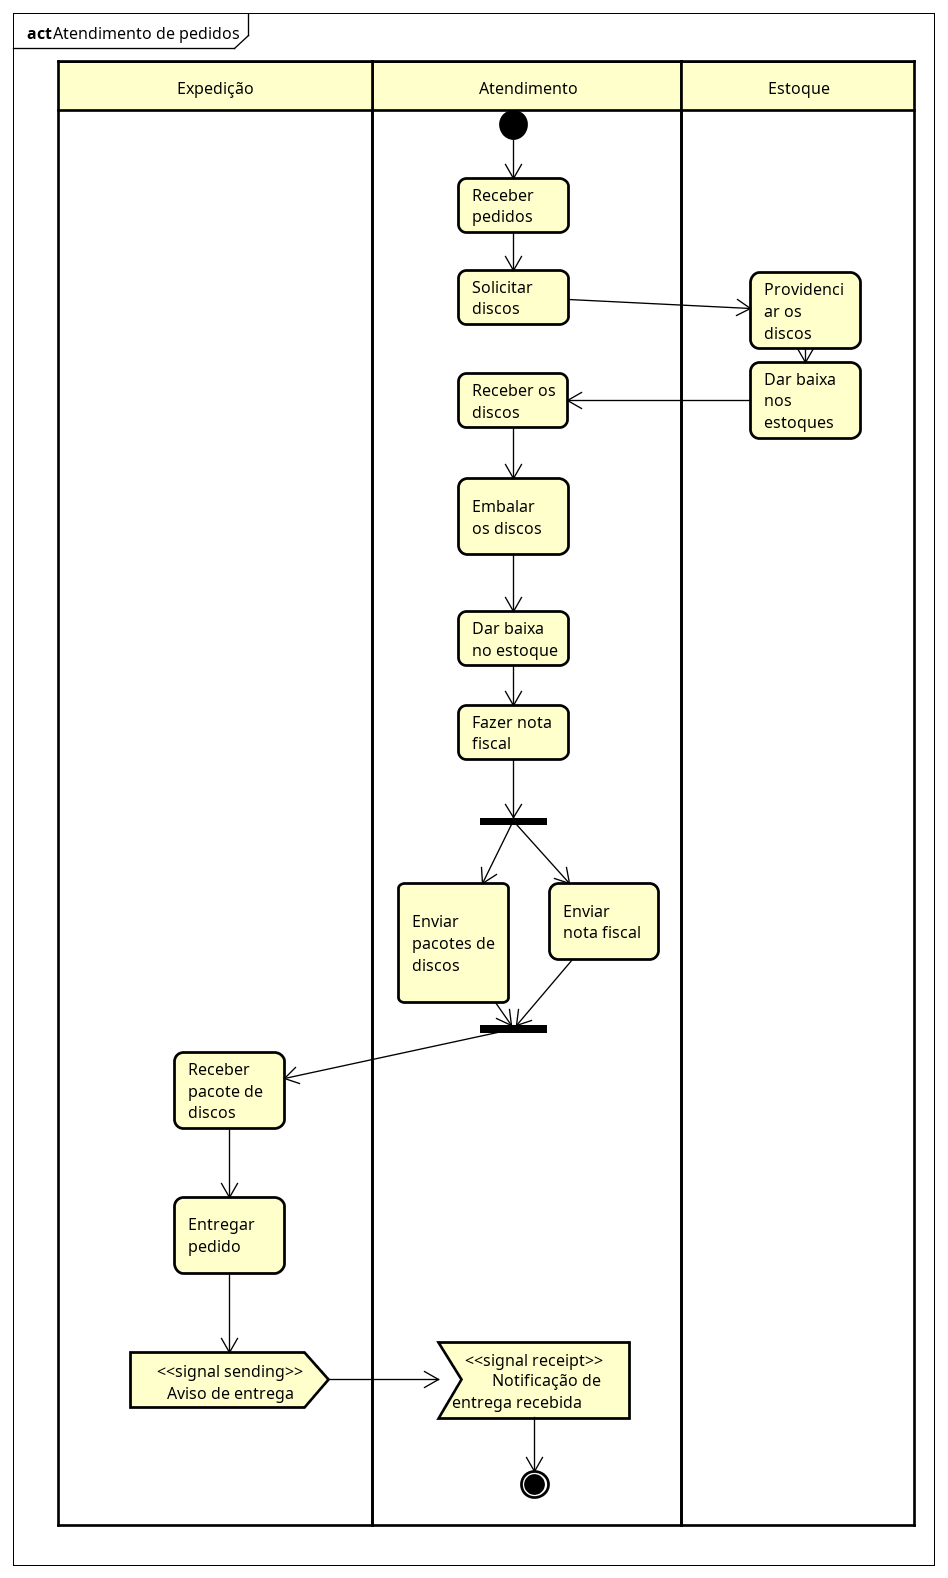 act Atendimento de pedidos
Expedição
Atendimento
Estoque
Receber
pedidos
Solicitar
discos
Providenci
ar os
discos
Dar baixa
nos
estoques
Receber os
discos
Embalar
os discos
Dar baixa
no estoque
Fazer nota
fiscal
Enviar
pacotes de
discos
Enviar
nota fiscal
Receber
pacote de
discos
Entregar
pedido
<<signal sending>>
Aviso de entrega
<<signal receipt>>
Notificação de
entrega recebida